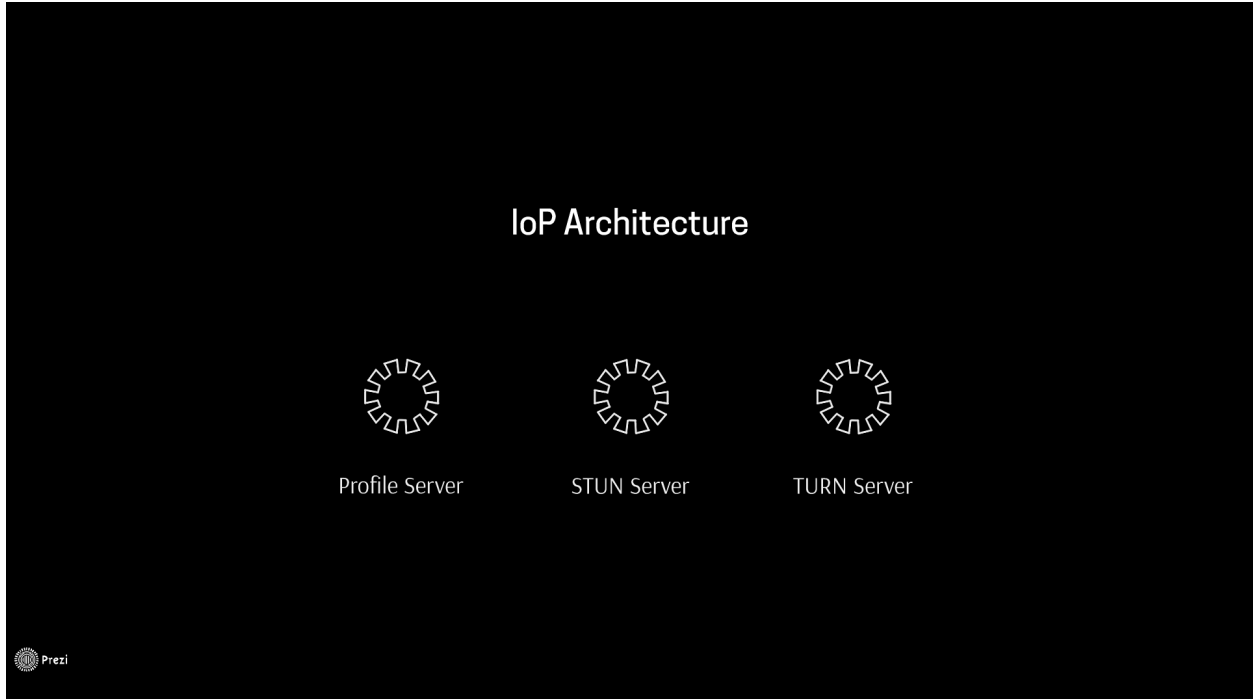 IoP Architecture
Profile Server
STUN Server
TURN Server
Prezi